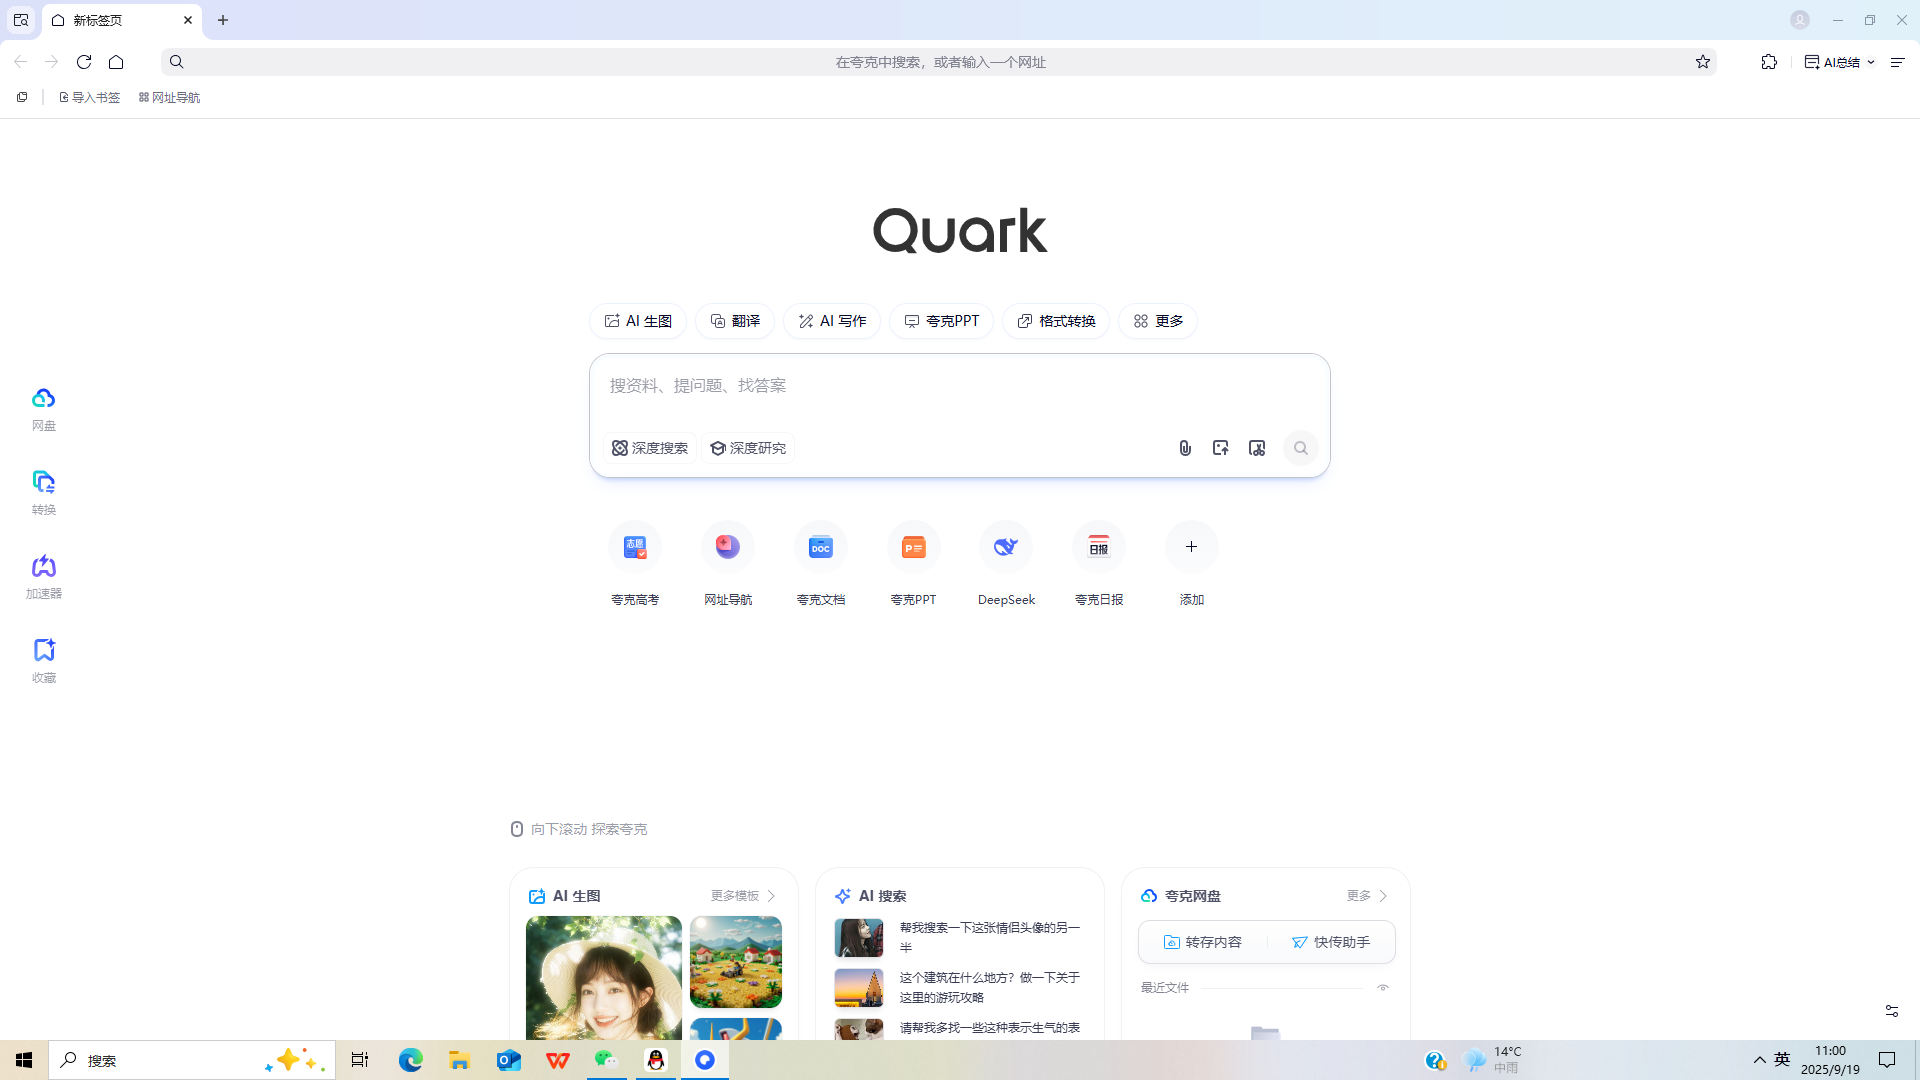 新标签页
在夸克中搜索，或者输入一个网址
AI总结
导入书签
网址导航
Quark
AI 生图
翻译
AI 写作
夸克PPT
格式转换
更多
搜资料、提问题、找答案
深度搜索
深度研究
网盘
转换
加速器
收藏
志愿
DOC
P
日报
夸克高考
网址导航
夸克文档
夸克PPT
DeepSeek
夸克日报
添加
向下滚动 探索夸克
AI 生图
更多模板
AI 搜索
帮我搜索一下这张情侣头像的另一
半
这个建筑在什么地方？做一下关于
这里的游玩攻略
请帮我多找一些这种表示生气的表
夸克网盘
更多
转存内容
快传助手
最近文件
搜索
14°C
中雨
英
11:00
2025/9/19